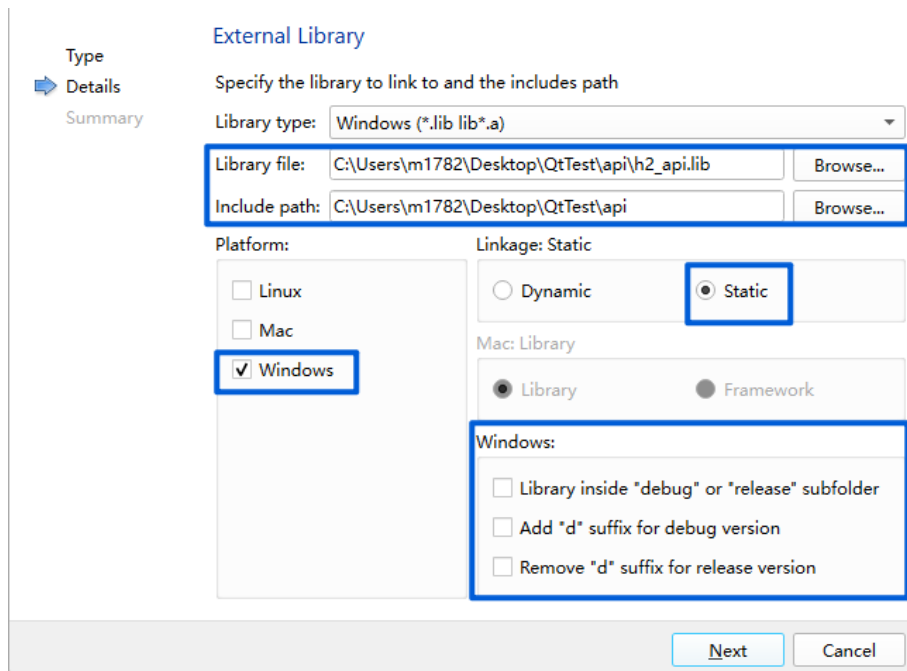 External Library
Type
Details
Summary
Specify the library to link to and the includes path
Library type: Windows (*.lib lib*.a)
Library file: C:\Users\m1782\Desktop\QtTest\api\h2_api.lib Browse...
Include path: C:\Users\m1782\Desktop\QtTest\api Browse...
Platform:
Linux
Mac
Windows
Linkage: Static
Dynamic Static
Mac: Library
Library Framework
Windows:
Library inside "debug" or "release" subfolder
Add "d" suffix for debug version
Remove "d" suffix for release version
Next Cancel